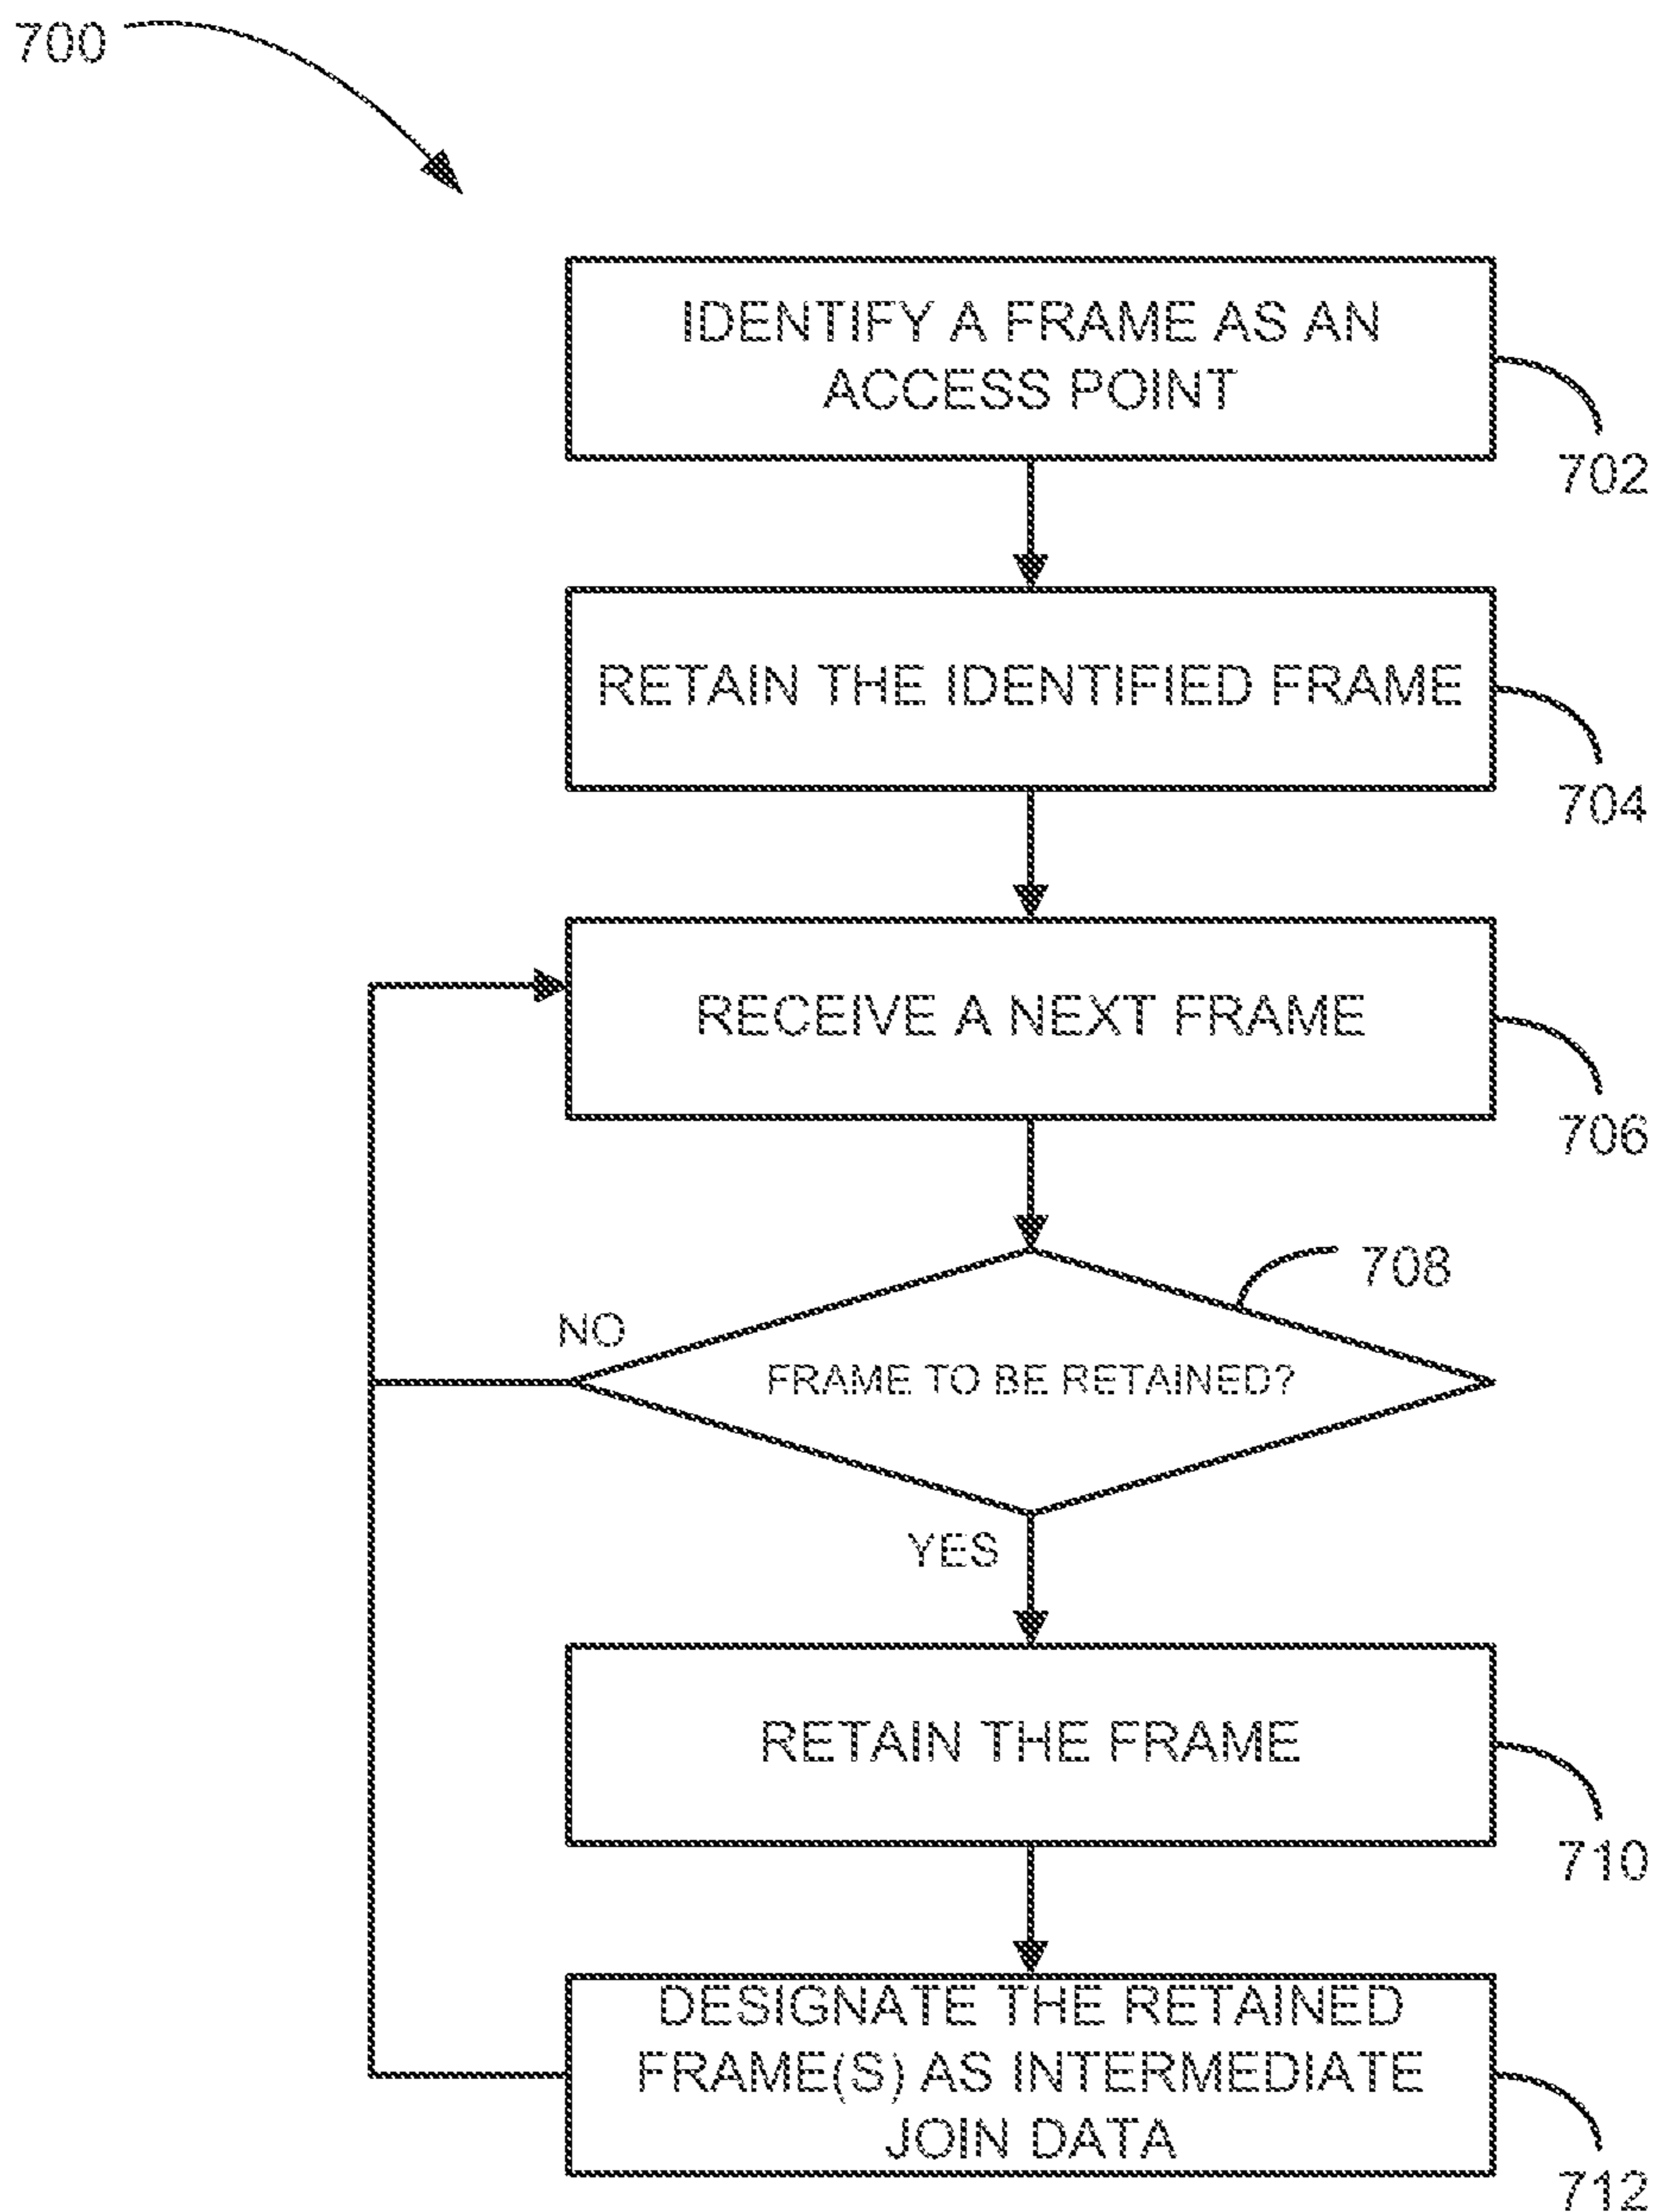 700
IDENTIFY A FRAME AS AN
ACCESS POINT
702
RETAIN THE IDENTIFIED FRAME
704
RECEIVE A NEXT FRAME
706
708
NO
FRAME TO BE RETAINED?
YES
RETAIN THE FRAME
710
DESIGNATE THE RETAINED
FRAME(S) AS INTERMEDIATE
JOIN DATA
712